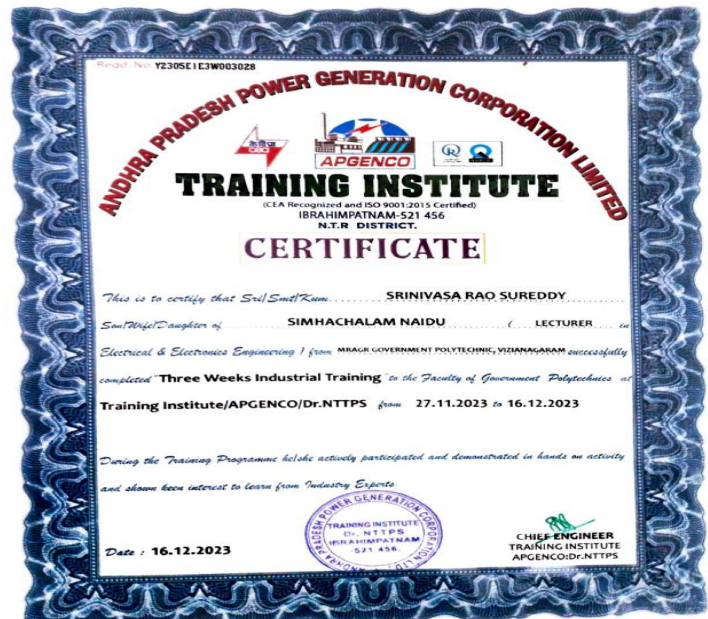 Regd. No. Y2305E1E3W003028
ANDHRA PRADESH POWER GENERATION CORPORATION LIMITED
के.वि.प्रा
CEA
APGENCO
TRAINING INSTITUTE
(CEA Recognized and ISO 9001:2015 Certified)
IBRAHIMPATNAM-521 456
N.T.R DISTRICT.
CERTIFICATE
This is to certify that Sri/Smt/Kum........ SRINIVASA RAO SUREDDY
Son/Wife/Daughter of SIMHACHALAM NAIDU ( LECTURER in
Electrical & Electronics Engineering ) from MRAGR GOVERNMENT POLYTECHNIC, VIZIANAGARAM successfully
completed "Three Weeks Industrial Training" to the Faculty of Government Polytechnics at
Training Institute/APGENCO/Dr.NTTPS from 27.11.2023 to 16.12.2023
During the Training Programme he/she actively participated and demonstrated in hands on activity
and shown keen interest to learn from Industry Experts.
ANDHRA PRADESH POWER GENERATION CORPORATION LTD
TRAINING INSTITUTE
Dr. NTTPS
IBRAHIMPATNAM
-521 456.
Date : 16.12.2023
CHIEF ENGINEER
TRAINING INSTITUTE
APGENCO:Dr.NTTPS